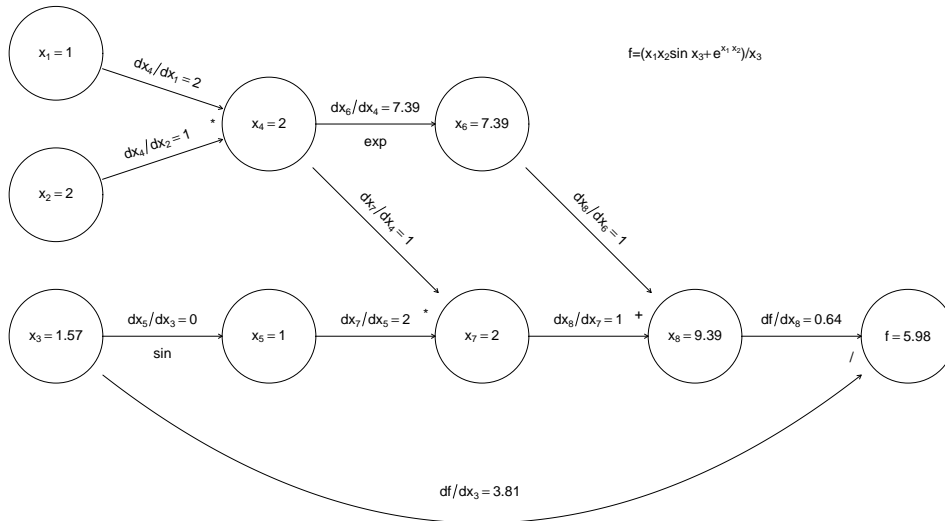 x₁ = 1
f=(x₁x₂sin x₃+e^{x₁ x₂})/x₃
dx₄/dx₁ = 2
dx₆/dx₄ = 7.39
*
x₄ = 2
x₆ = 7.39
exp
dx₄/dx₂ = 1
x₂ = 2
dx₇/dx₄ = 1
dx₈/dx₆ = 1
dx₅/dx₃ = 0
dx₇/dx₅ = 2
*
dx₈/dx₇ = 1
+
df/dx₈ = 0.64
x₃ = 1.57
x₅ = 1
x₇ = 2
x₈ = 9.39
f = 5.98
sin
/
df/dx₃ = 3.81